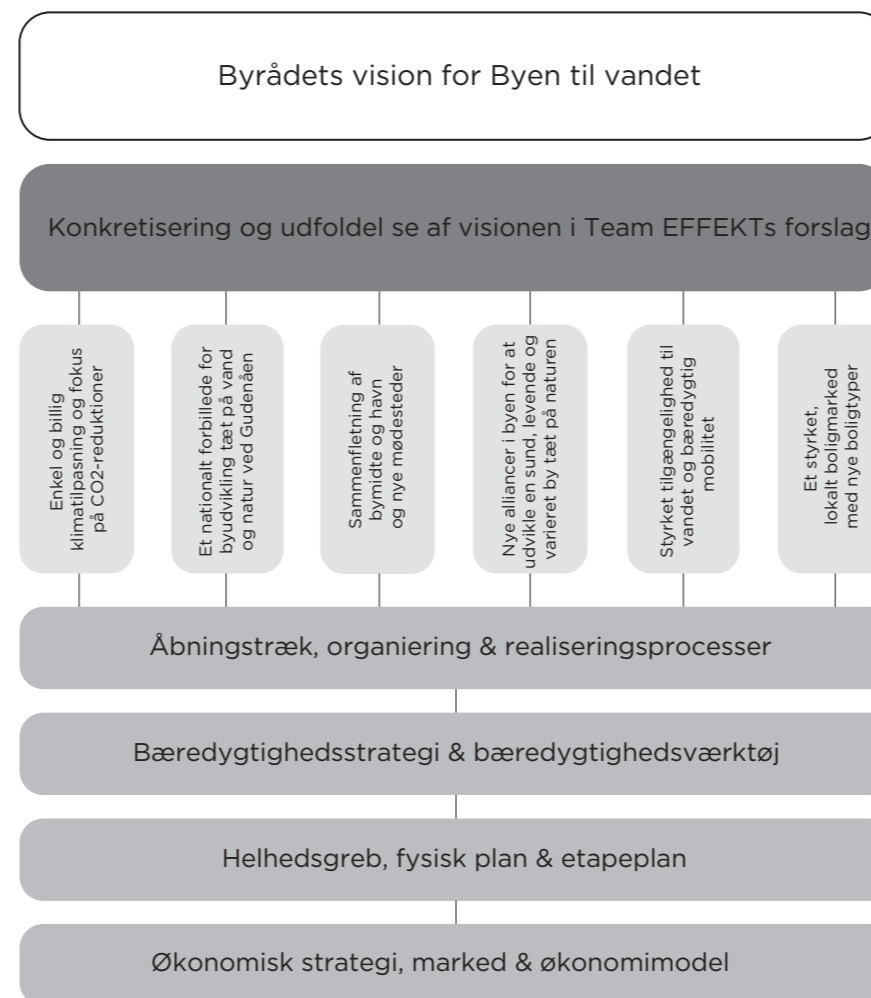 Byrådets vision for Byen til vandet
Konkretisering og udfoldel se af visionen i Team EFFEKTs forslag
Enkel og billig
klimatilpasning og fokus
på CO2-reduktioner
Et nationalt forbillede for
byudvikling tæt på vand
og natur ved Gudenåen
Sammenfletning af
bymidte og havn
og nye mødesteder
Nye alliancer i byen for at
udvikle en sund, levende og
varieret by tæt på naturen
Styrket tilgængelighed til
vandet og bæredygtig
mobilitet
Et styrket,
lokalt boligmarked
med nye boligtyper
Åbningstræk, organiering & realiseringsprocesser
Bæredygtighedsstrategi & bæredygtighedsværktøj
Helhedsgreb, fysisk plan & etapeplan
Økonomisk strategi, marked & økonomimodel